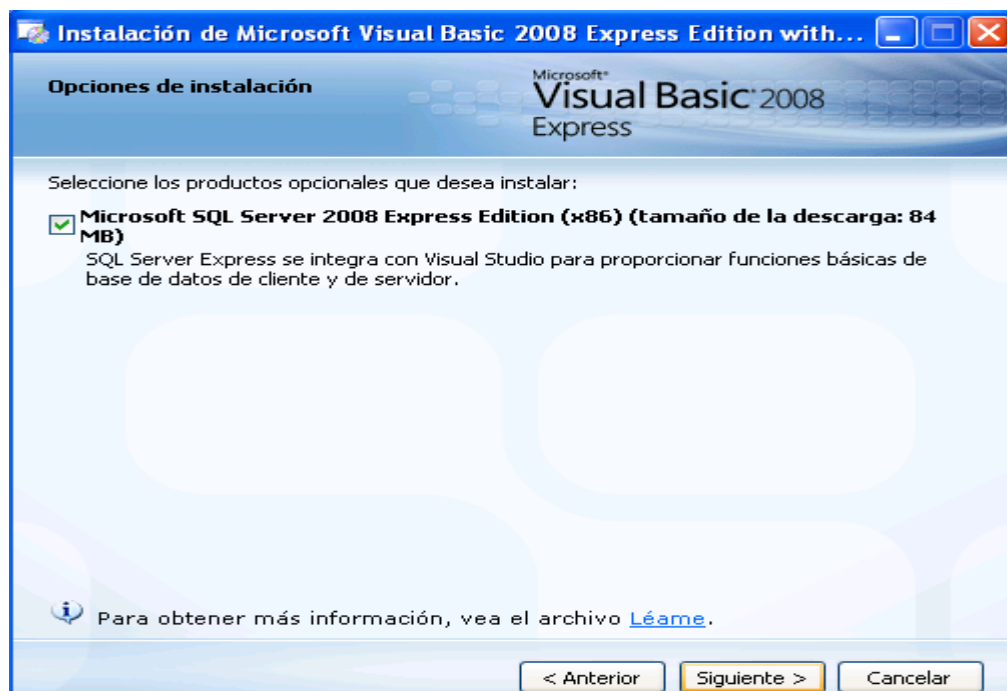 Instalación de Microsoft Visual Basic 2008 Express Edition with...
Opciones de instalación
Microsoft®
Visual Basic® 2008
Express
Seleccione los productos opcionales que desea instalar:
Microsoft SQL Server 2008 Express Edition (x86) (tamaño de la descarga: 84
MB)
SQL Server Express se integra con Visual Studio para proporcionar funciones básicas de
base de datos de cliente y de servidor.
Para obtener más información, vea el archivo Léame.
< Anterior
Siguiente >
Cancelar